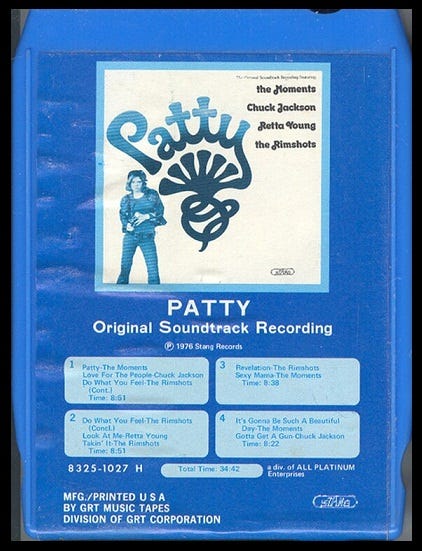 The Original Soundtrack Recording featuring
the Moments
Chuck Jackson
Retta Young
the Rimshots
Patty
stang
PATTY
Original Soundtrack Recording
℗ 1976 Stang Records
1 Patty-The Moments
Love For The People-Chuck Jackson
Do What You Feel-The Rimshots
(Cont.)
Time: 8:51
2 Do What You Feel-The Rimshots
(Concl.)
Look At Me-Retta Young
Takin' It-The Rimshots
Time: 8:51
3 Revelation-The Rimshots
Sexy Mama-The Moments
Time: 8:38
4 It's Gonna Be Such A Beautiful
Day-The Moments
Gotta Get A Gun-Chuck Jackson
Time: 8:22
8325-1027 H
Total Time: 34:42
a div. of ALL PLATINUM
Enterprises
MFG./PRINTED U S A
BY GRT MUSIC TAPES
DIVISION OF GRT CORPORATION
stang